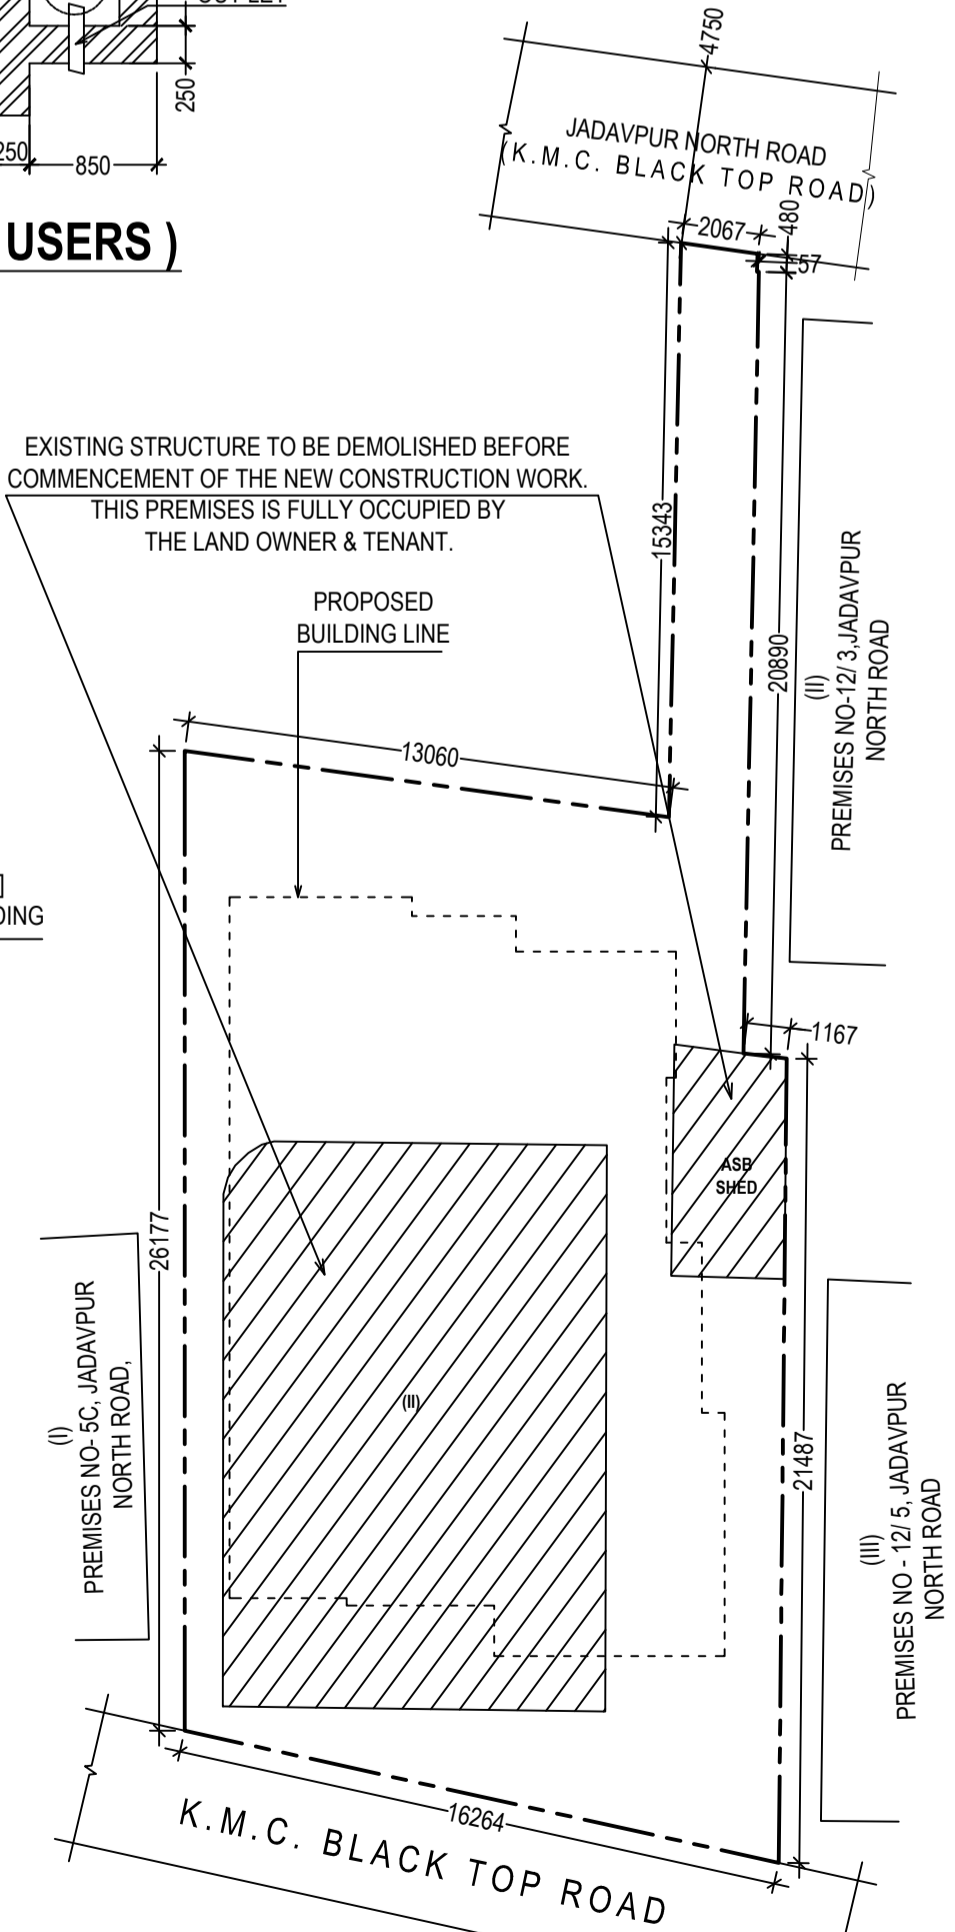 250
250
850
USERS )
4750
JADAVPUR NORTH ROAD
(K.M.C. BLACK TOP ROAD)
2067
480
57
EXISTING STRUCTURE TO BE DEMOLISHED BEFORE
COMMENCEMENT OF THE NEW CONSTRUCTION WORK.
THIS PREMISES IS FULLY OCCUPIED BY
THE LAND OWNER & TENANT.
15343
PROPOSED
BUILDING LINE
20890
(II)
PREMISES NO-12/ 3,JADAVPUR
NORTH ROAD
13060
1167
ASB
SHED
26177
(I)
PREMISES NO- 5C, JADAVPUR
NORTH ROAD,
(II)
21487
(III)
PREMISES NO - 12/ 5, JADAVPUR
NORTH ROAD
16264
K.M.C. BLACK TOP ROAD